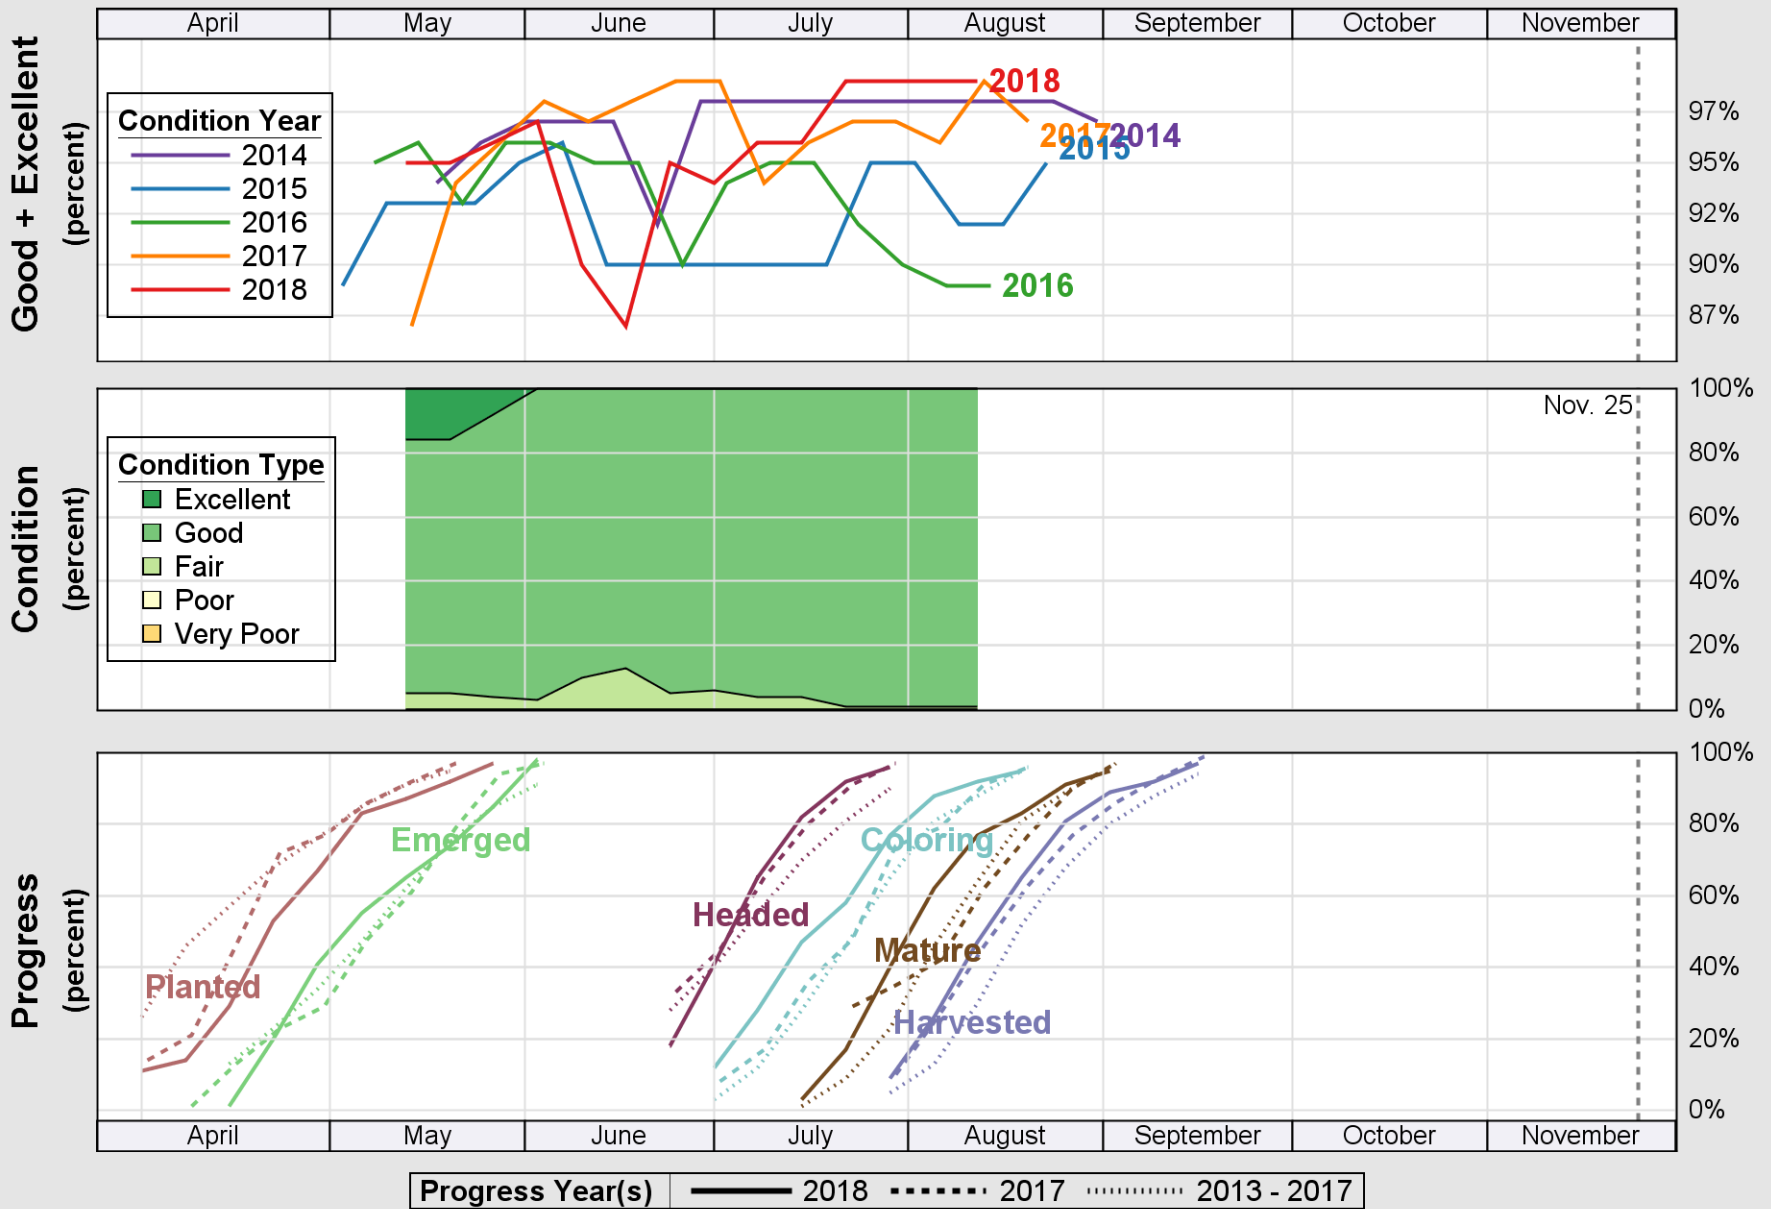 April May June July August September October November
Good + Excellent
(percent)
Condition Year
2014
2015
2016
2017
2018
2018
2017
2014
2015
2016
97%
95%
92%
90%
87%
Condition
(percent)
Condition Type
Excellent
Good
Fair
Poor
Very Poor
Nov. 25
100%
80%
60%
40%
20%
0%
Progress
(percent)
Planted
Emerged
Headed
Coloring
Mature
Harvested
100%
80%
60%
40%
20%
0%
April May June July August September October November
Progress Year(s) 2018 2017 2013 - 2017